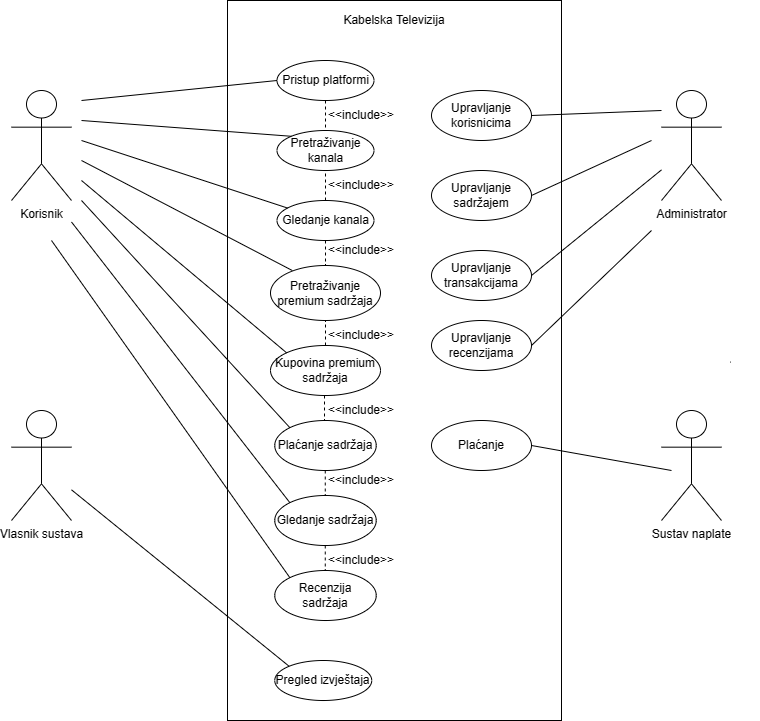 Kabelska Televizija
Pristup platformi
<<include>>
Pretraživanje
kanala
<<include>>
Gledanje kanala
<<include>>
Pretraživanje
premium sadržaja
<<include>>
Kupovina premium
sadržaja
<<include>>
Plaćanje sadržaja
<<include>>
Gledanje sadržaja
<<include>>
Recenzija
sadržaja
Pregled izvještaja
Upravljanje
korisnicima
Upravljanje
sadržajem
Upravljanje
transakcijama
Upravljanje
recenzijama
Plaćanje
Korisnik
Vlasnik sustava
Administrator
Sustav naplate